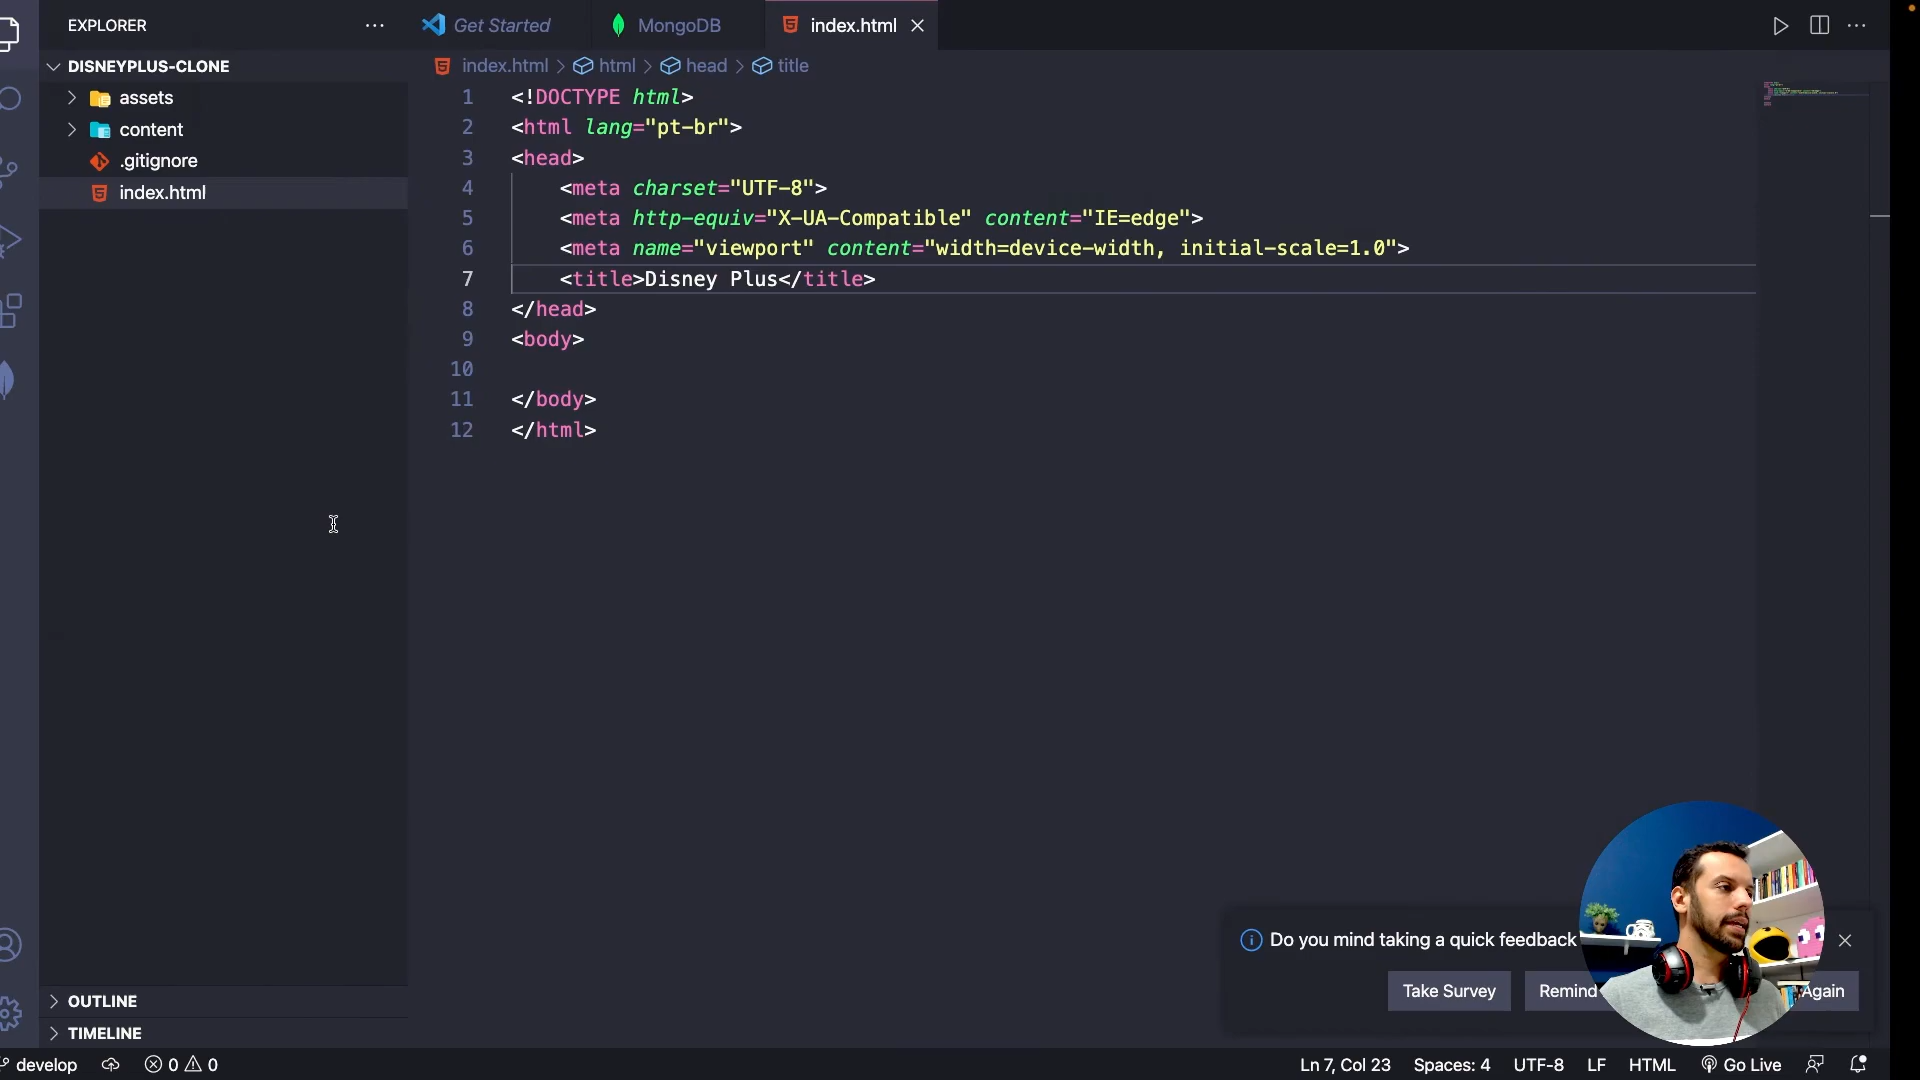 EXPLORER
DISNEYPLUS-CLONE
assets
content
.gitignore
index.html
OUTLINE
TIMELINE
Get Started
MongoDB
index.html
index.html > html > head > title
1 <!DOCTYPE html>
2 <html lang="pt-br">
3 <head>
4 <meta charset="UTF-8">
5 <meta http-equiv="X-UA-Compatible" content="IE=edge">
6 <meta name="viewport" content="width=device-width, initial-scale=1.0">
7 <title>Disney Plus</title>
8 </head>
9 <body>
10
11 </body>
12 </html>
Do you mind taking a quick feedback
Take Survey
Remind
Again
develop
0 0
Ln 7, Col 23
Spaces: 4
UTF-8
LF
HTML
Go Live